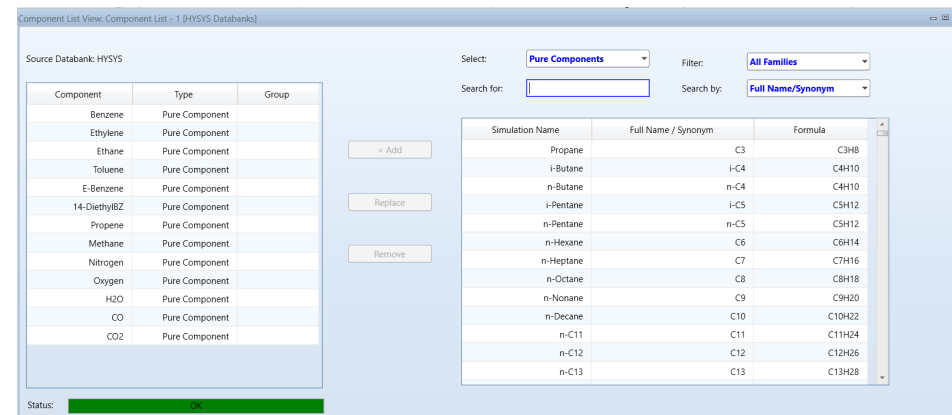 Component List View: Component List - 1 [HYSYS Databanks]
Source Databank: HYSYS
Select: Pure Components Filter: All Families
Search for: Search by: Full Name/Synonym
Component Type Group
Benzene Pure Component
Ethylene Pure Component
Ethane Pure Component
Toluene Pure Component
E-Benzene Pure Component
14-DiethylBZ Pure Component
Propene Pure Component
Methane Pure Component
Nitrogen Pure Component
Oxygen Pure Component
H2O Pure Component
CO Pure Component
CO2 Pure Component
< Add
Replace
Remove
Simulation Name Full Name / Synonym Formula
Propane C3 C3H8
i-Butane i-C4 C4H10
n-Butane n-C4 C4H10
i-Pentane i-C5 C5H12
n-Pentane n-C5 C5H12
n-Hexane C6 C6H14
n-Heptane C7 C7H16
n-Octane C8 C8H18
n-Nonane C9 C9H20
n-Decane C10 C10H22
n-C11 C11 C11H24
n-C12 C12 C12H26
n-C13 C13 C13H28
Status: OK